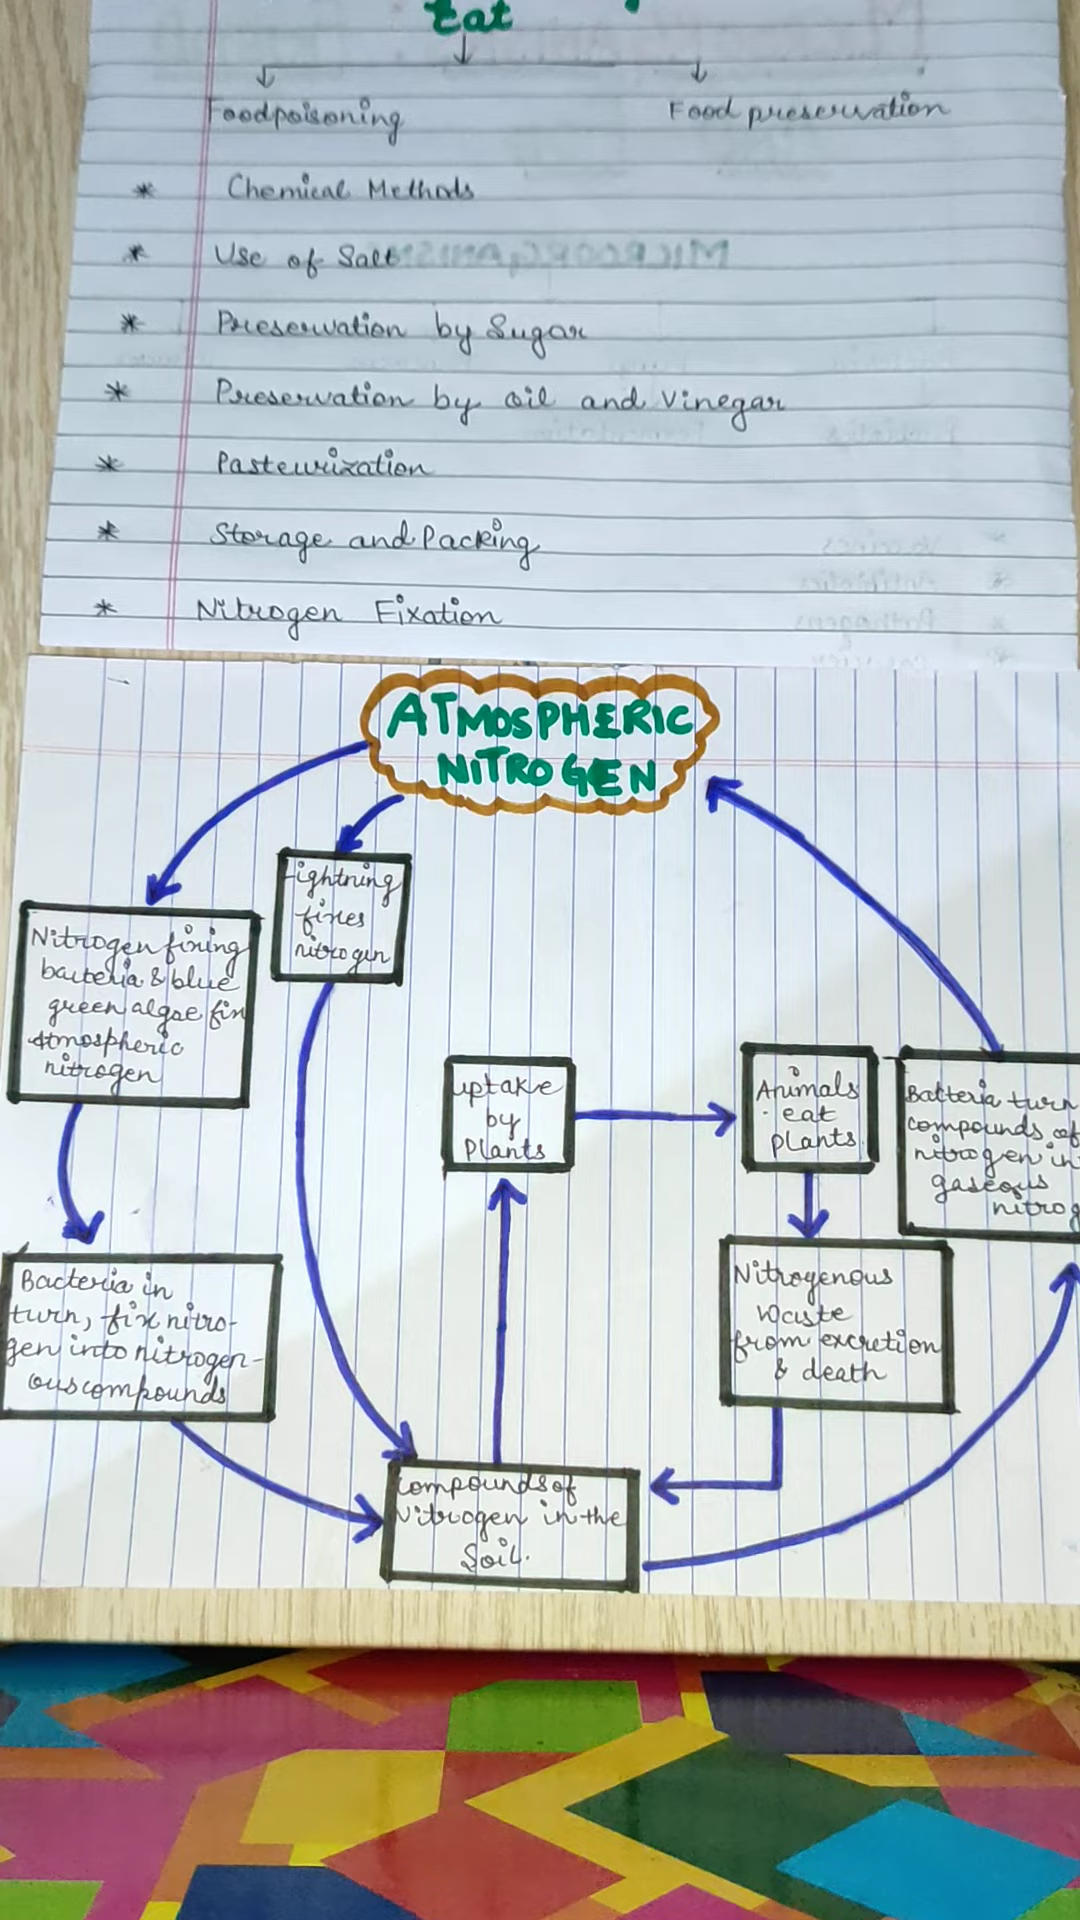 Eat
Foodpoisoning
Food preservation
* Chemical Methods
* Use of Salt
* Preservation by Sugar
* Preservation by oil and vinegar
* Pasteurization
* Storage and Packing
* Nitrogen Fixation
ATMOSPHERIC
NITROGEN
Lightning
fixes
nitrogen
Nitrogen fixing
bacteria & blue
green algae fix
Atmospheric
nitrogen
uptake
by
Plants
Animals
eat
plants
Bacteria turn
compounds of
nitrogen in
gaseous
nitrog
Bacteria in
turn, fix nitro-
gen into nitrogen-
ous compounds
Nitrogenous
waste
from excretion
& death
compounds of
Nitrogen in the
Soil.